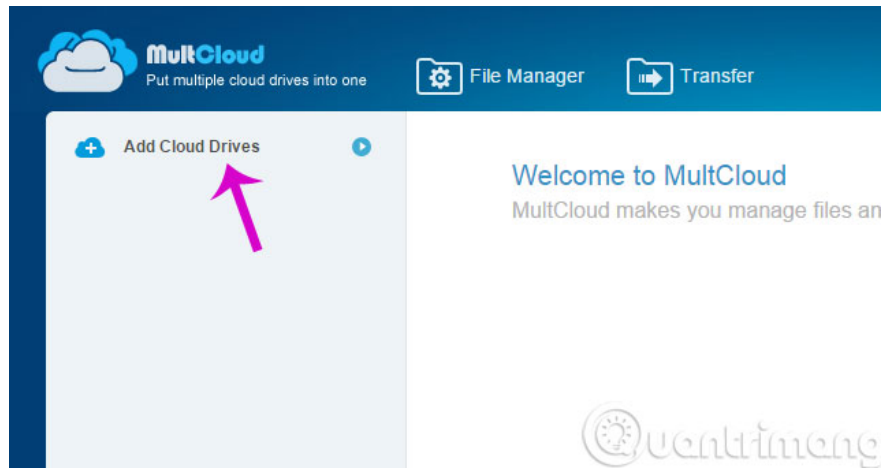 MultCloud
Put multiple cloud drives into one
File Manager
Transfer
Add Cloud Drives
Welcome to MultCloud
MultCloud makes you manage files an
Quantrimang